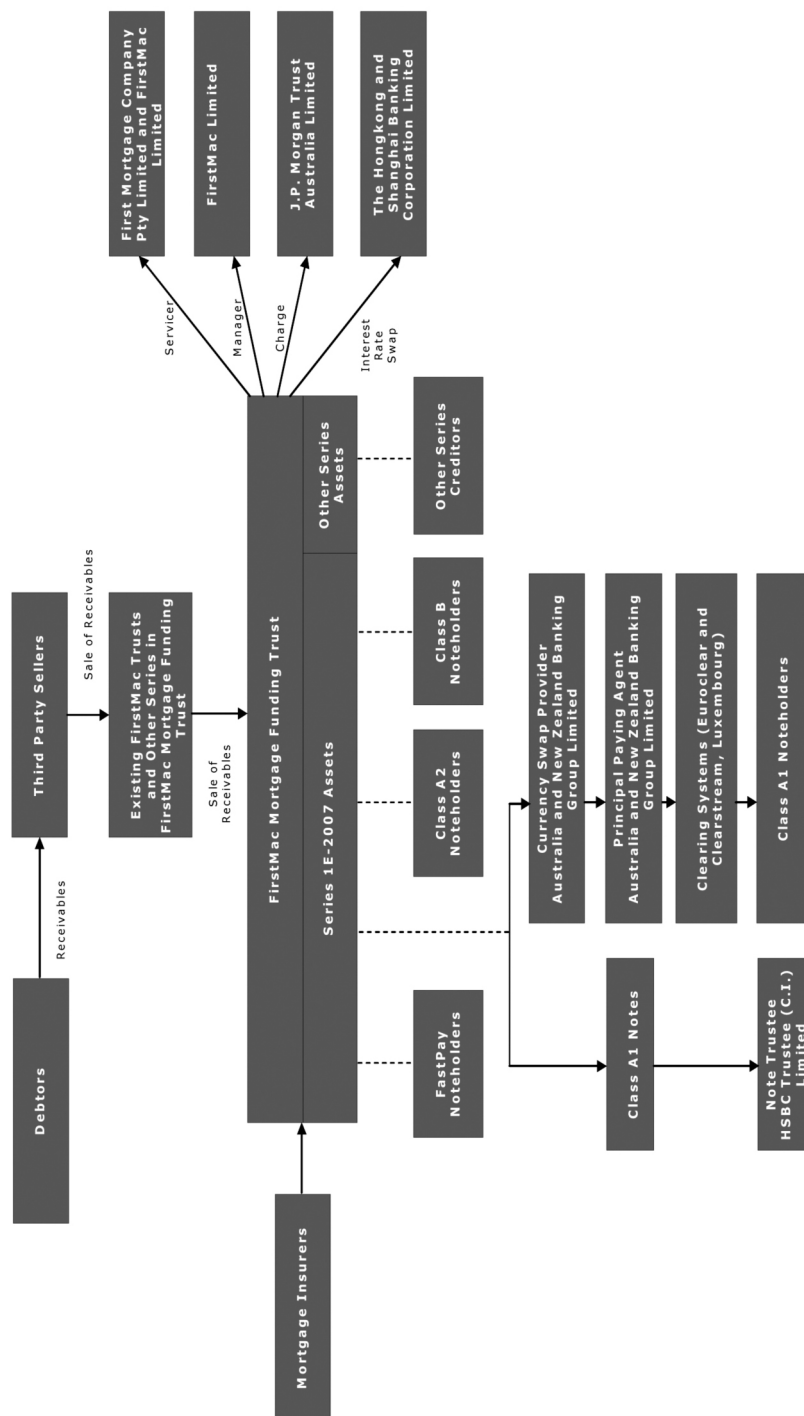 Debtors
Receivables
Third Party Sellers
Sale of Receivables
Existing FirstMac Trusts
and Other Series in
FirstMac Mortgage Funding
Trust
Sale of
Receivables
Mortgage Insurers
FirstMac Mortgage Funding Trust
Series 1E-2007 Assets
Other Series
Assets
Servicer
First Mortgage Company
Pty Limited and FirstMac
Limited
Manager
FirstMac Limited
Charge
J.P. Morgan Trust
Australia Limited
Interest
Rate
Swap
The Hongkong and
Shanghai Banking
Corporation Limited
FastPay
Noteholders
Class A2
Noteholders
Class B
Noteholders
Other Series
Creditors
Class A1 Notes
Note Trustee
HSBC Trustee (C.I.)
Limited
Currency Swap Provider
Australia and New Zealand Banking
Group Limited
Principal Paying Agent
Australia and New Zealand Banking
Group Limited
Clearing Systems (Euroclear and
Clearstream, Luxembourg)
Class A1 Noteholders